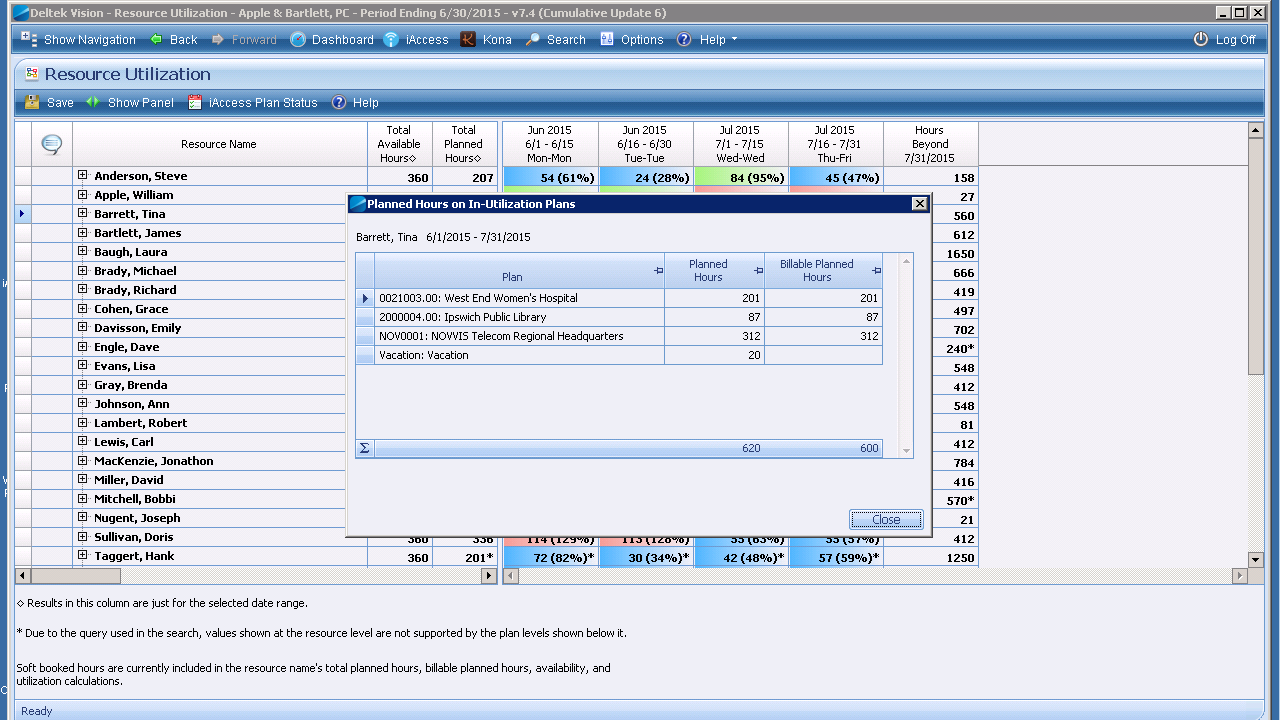 Deltek Vision - Resource Utilization - Apple & Bartlett, PC - Period Ending 6/30/2015 - v7.4 (Cumulative Update 6)
Show Navigation Back Forward Dashboard iAccess Kona Search Options Help Log Off
Resource Utilization
Save Show Panel iAccess Plan Status Help
Resource Name
Total Available Hours◇
Total Planned Hours◇
Jun 2015 6/1 - 6/15 Mon-Mon
Jun 2015 6/16 - 6/30 Tue-Tue
Jul 2015 7/1 - 7/15 Wed-Wed
Jul 2015 7/16 - 7/31 Thu-Fri
Hours Beyond 7/31/2015
Anderson, Steve 360 207 54 (61%) 24 (28%) 84 (95%) 45 (47%) 158
Apple, William 27
Barrett, Tina 560
Bartlett, James 612
Baugh, Laura 1650
Brady, Michael 666
Brady, Richard 419
Cohen, Grace 497
Davisson, Emily 702
Engle, Dave 240*
Evans, Lisa 548
Gray, Brenda 412
Johnson, Ann 548
Lambert, Robert 81
Lewis, Carl 412
MacKenzie, Jonathon 784
Miller, David 416
Mitchell, Bobbi 570*
Nugent, Joseph 21
Sullivan, Doris 360 336 114 (129%) 113 (128%) 55 (63%) 55 (57%) 412
Taggert, Hank 360 201* 72 (82%)* 30 (34%)* 42 (48%)* 57 (59%)* 1250
Planned Hours on In-Utilization Plans
Barrett, Tina 6/1/2015 - 7/31/2015
Plan
Planned Hours
Billable Planned Hours
0021003.00: West End Women's Hospital 201 201
2000004.00: Ipswich Public Library 87 87
NOV0001: NOVVIS Telecom Regional Headquarters 312 312
Vacation: Vacation 20
Σ 620 600
Close
◇ Results in this column are just for the selected date range.
* Due to the query used in the search, values shown at the resource level are not supported by the plan levels shown below it.
Soft booked hours are currently included in the resource name's total planned hours, billable planned hours, availability, and
utilization calculations.
Ready